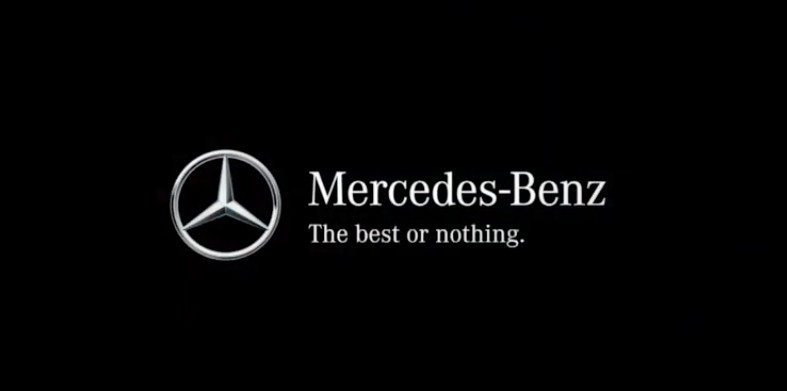 Mercedes-Benz
The best or nothing.